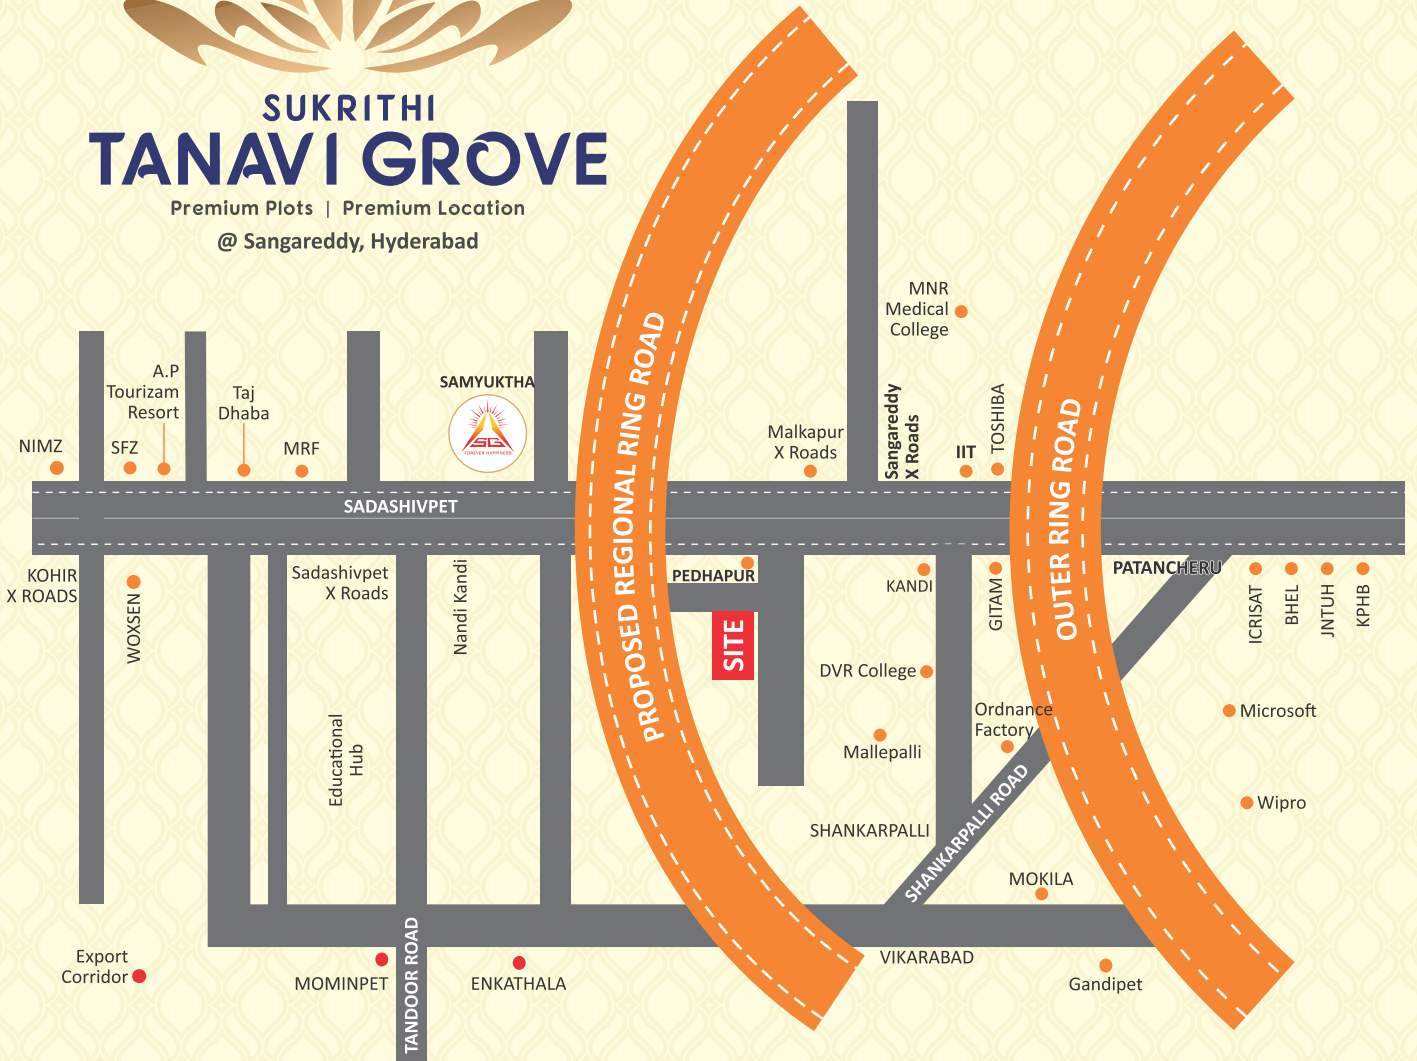 SUKRITHI
TANAVI GROVE
Premium Plots | Premium Location
@ Sangareddy, Hyderabad
MNR
Medical
College
A.P
Tourizam
Resort
Taj
Dhaba
SAMYUKTHA
SG
FOREVER HAPPINESS
NIMZ
SFZ
MRF
PROPOSED REGIONAL RING ROAD
Malkapur
X Roads
Sangareddy
X Roads
IIT
TOSHIBA
OUTER RING ROAD
SADASHIVPET
KOHIR
X ROADS
WOXSEN
Sadashivpet
X Roads
Nandi Kandi
PEDHAPUR
SITE
KANDI
GITAM
PATANCHERU
ICRISAT
BHEL
JNTUH
KPHB
DVR College
Ordnance
Factory
Mallepalli
Microsoft
Educational
Hub
Wipro
SHANKARPALLI
SHANKARPALLI ROAD
MOKILA
Export
Corridor
MOMINPET
TANDOOR ROAD
ENKATHALA
VIKARABAD
Gandipet